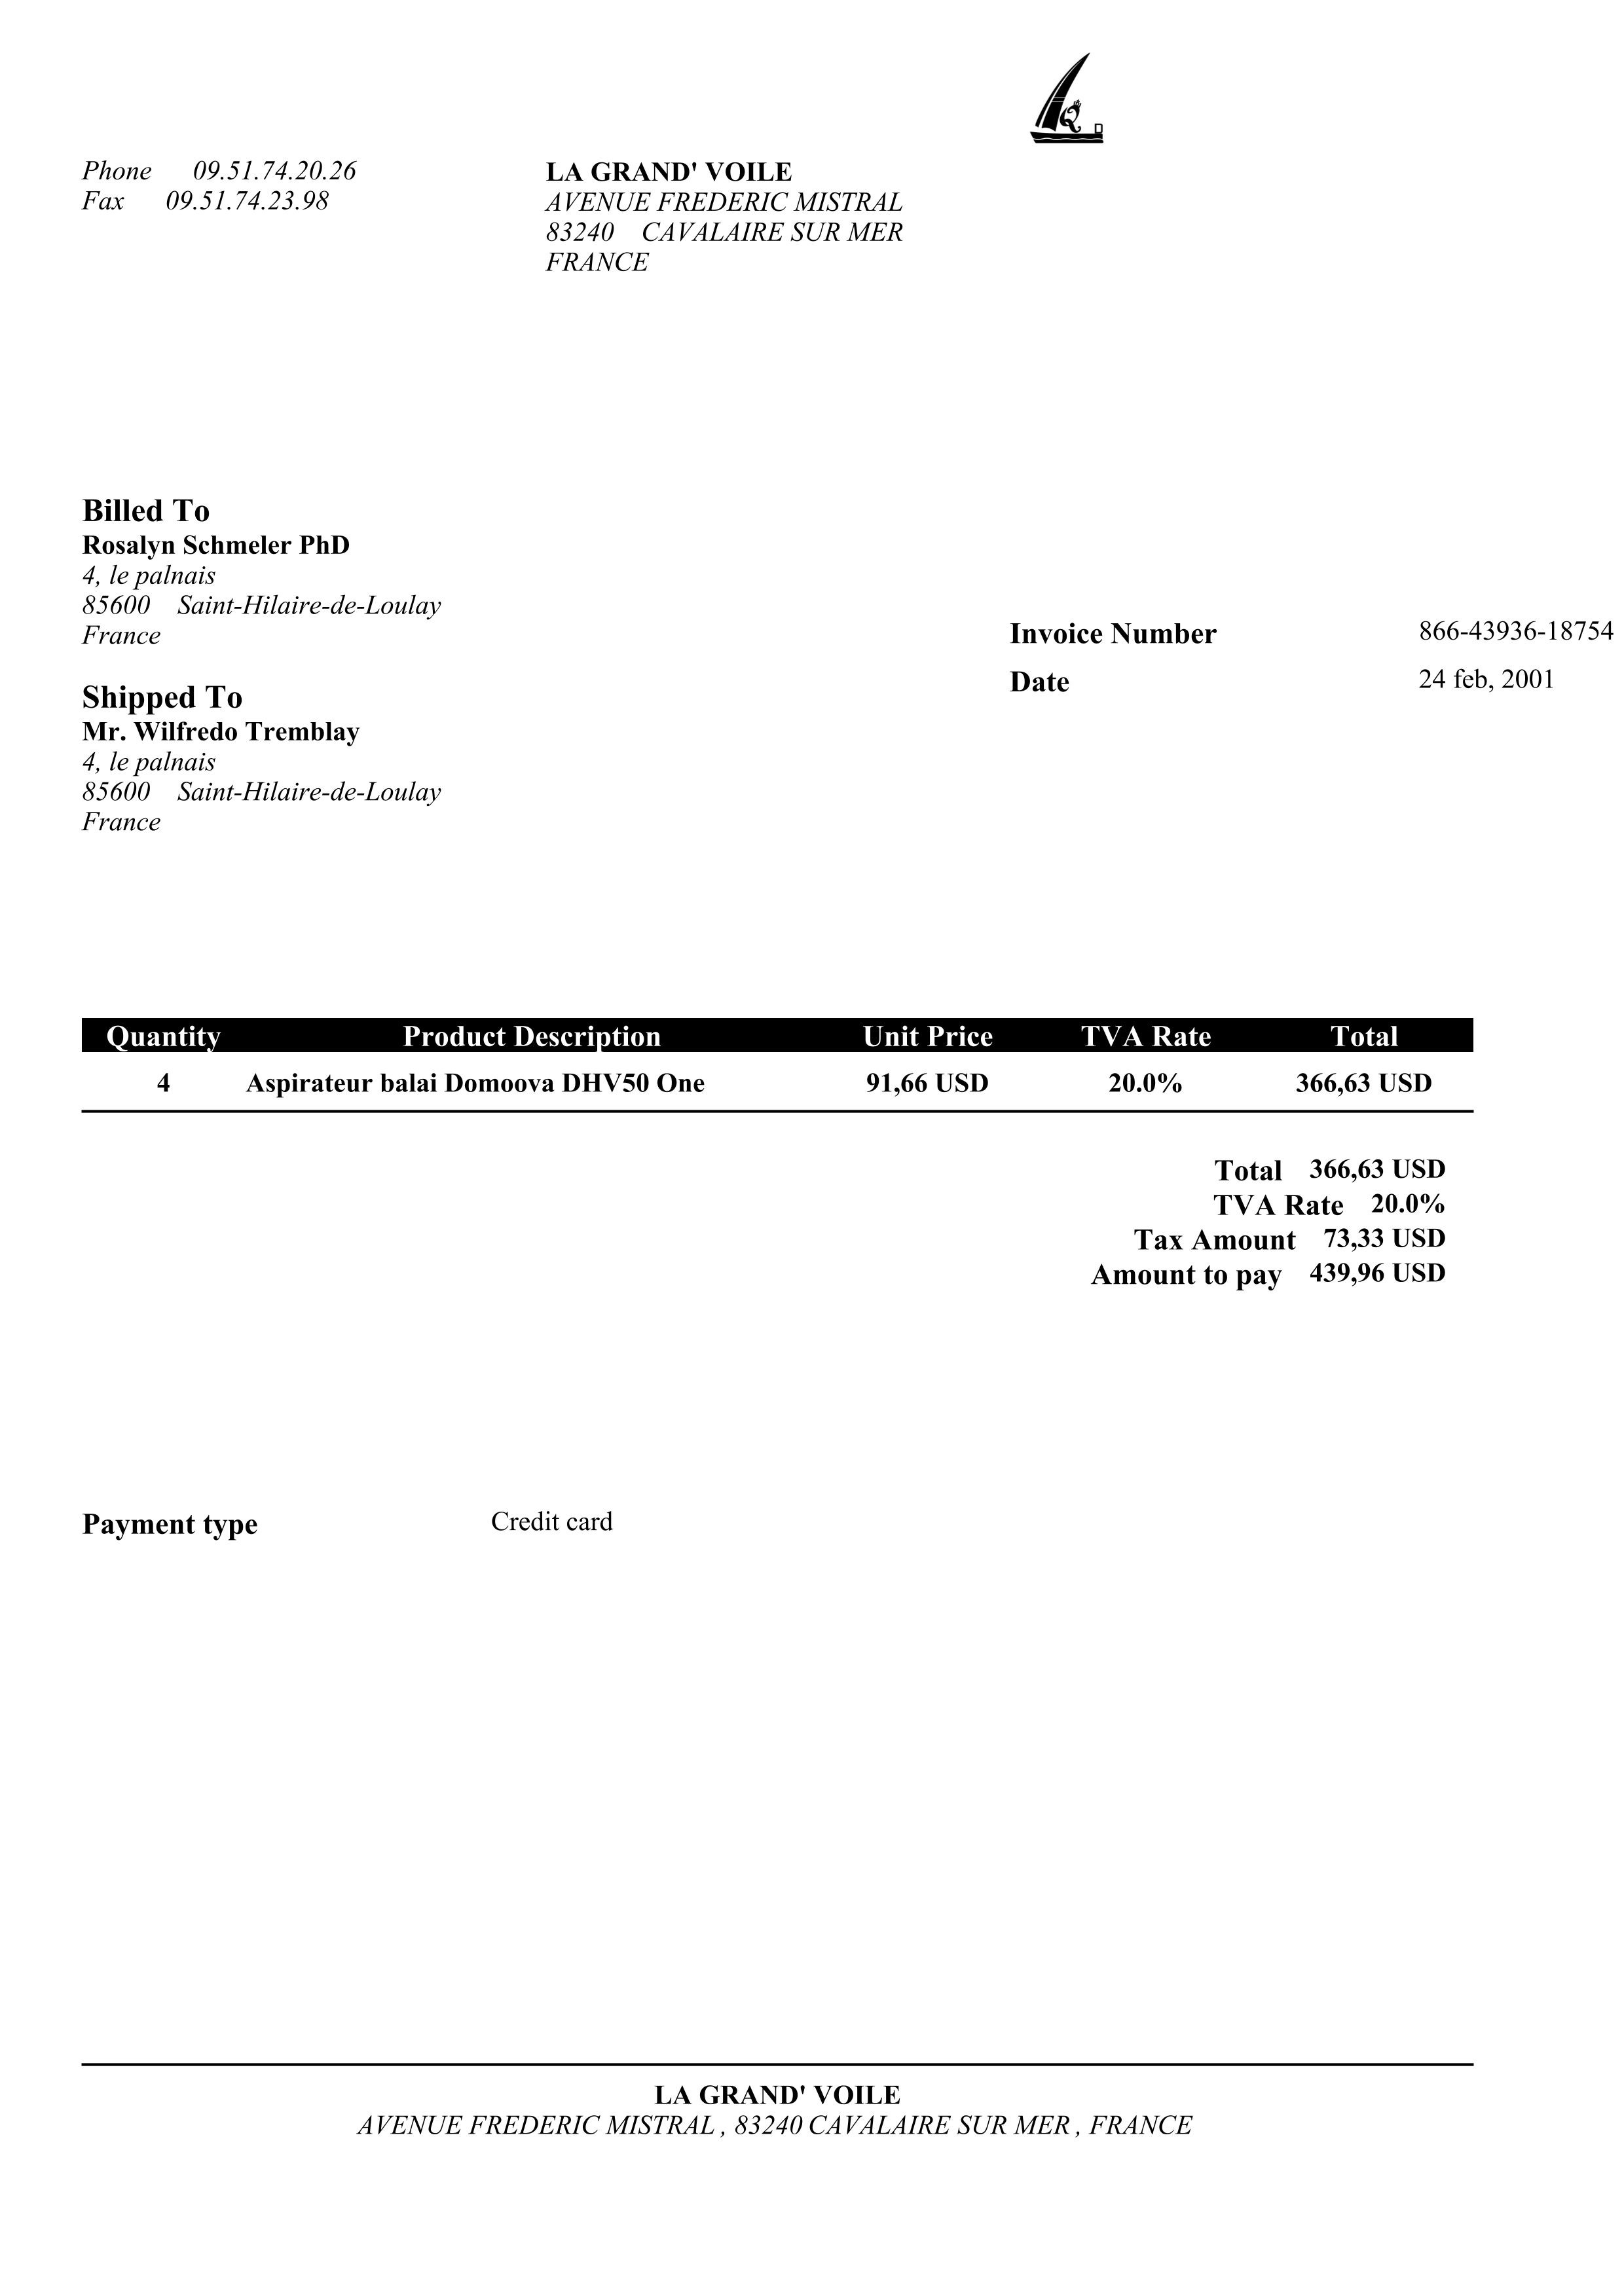 Phone 09.51.74.20.26
Fax 09.51.74.23.98
LA GRAND' VOILE
AVENUE FREDERIC MISTRAL
83240 CAVALAIRE SUR MER
FRANCE
Billed To
Rosalyn Schmeler PhD
4, le palnais
85600 Saint-Hilaire-de-Loulay
France
Invoice Number 866-43936-18754
Date 24 feb, 2001
Shipped To
Mr. Wilfredo Tremblay
4, le palnais
85600 Saint-Hilaire-de-Loulay
France
Quantity Product Description Unit Price TVA Rate Total
4 Aspirateur balai Domoova DHV50 One 91,66 USD 20.0% 366,63 USD
Total 366,63 USD
TVA Rate 20.0%
Tax Amount 73,33 USD
Amount to pay 439,96 USD
Payment type Credit card
LA GRAND' VOILE
AVENUE FREDERIC MISTRAL , 83240 CAVALAIRE SUR MER , FRANCE